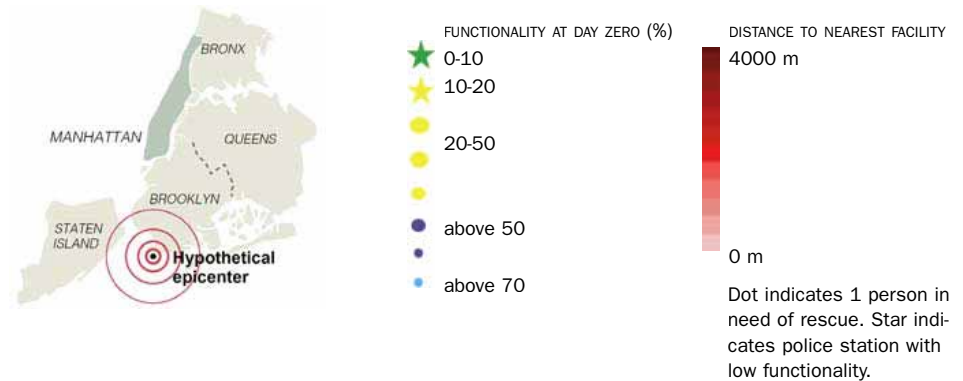 BRONX
MANHATTAN
QUEENS
BROOKLYN
STATEN
ISLAND
Hypothetical
epicenter
FUNCTIONALITY AT DAY ZERO (%)
0-10
10-20
20-50
above 50
above 70
DISTANCE TO NEAREST FACILITY
4000 m
0 m
Dot indicates 1 person in
need of rescue. Star indi-
cates police station with
low functionality.